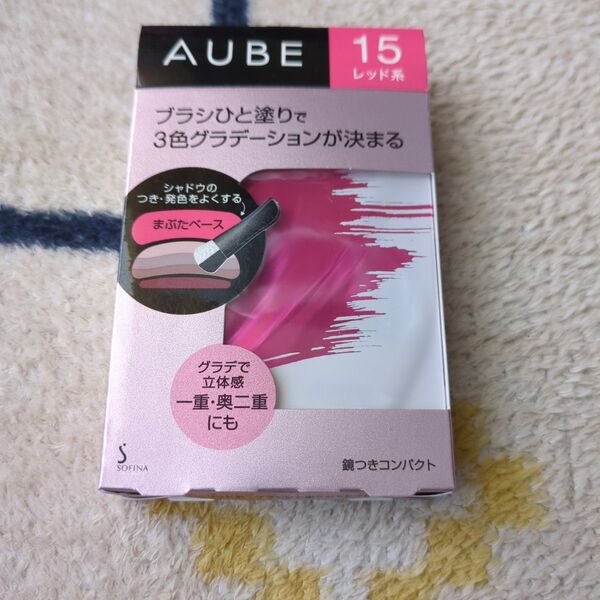 AUBE
15
レッド系
ブラシひと塗りで
3色グラデーションが決まる
シャドウの
つき・発色をよくする
まぶたベース
グラデで
立体感
一重・奥二重
にも
SOFINA
鏡つきコンパクト